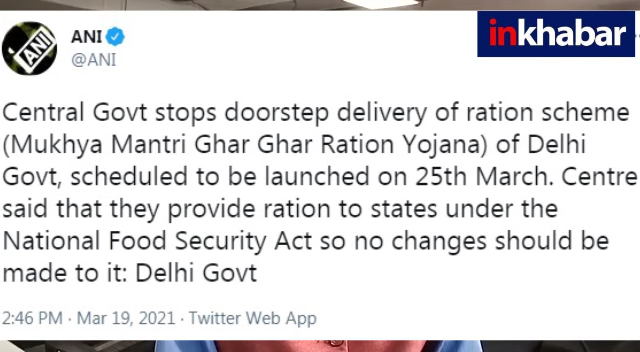 inkhabar
ANI
ANI
@ANI
Central Govt stops doorstep delivery of ration scheme
(Mukhya Mantri Ghar Ghar Ration Yojana) of Delhi
Govt, scheduled to be launched on 25th March. Centre
said that they provide ration to states under the
National Food Security Act so no changes should be
made to it: Delhi Govt
2:46 PM · Mar 19, 2021 · Twitter Web App